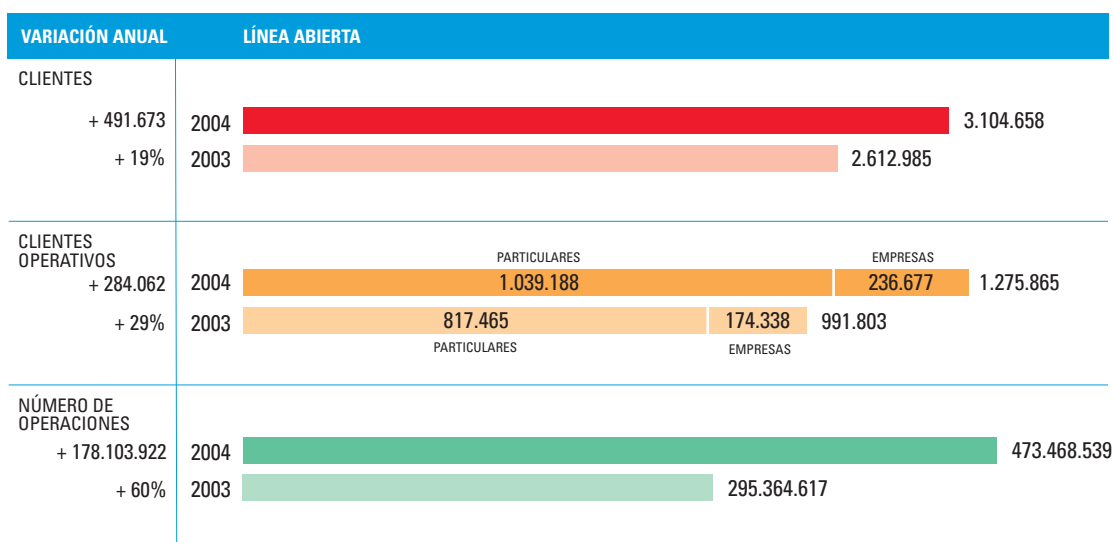 VARIACIÓN ANUAL LÍNEA ABIERTA
CLIENTES
+ 491.673 2004 3.104.658
+ 19% 2003 2.612.985
CLIENTES
OPERATIVOS
PARTICULARES EMPRESAS
+ 284.062 2004 1.039.188 236.677 1.275.865
+ 29% 2003 817.465 174.338 991.803
PARTICULARES EMPRESAS
NÚMERO DE
OPERACIONES
+ 178.103.922 2004 473.468.539
+ 60% 2003 295.364.617